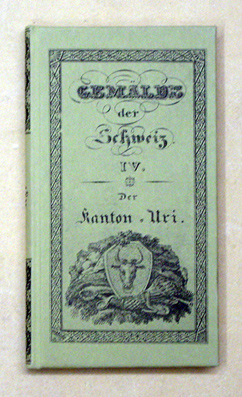 GEMÄLDE
der
Schweiz.
IV.
Der
Kanton Uri.